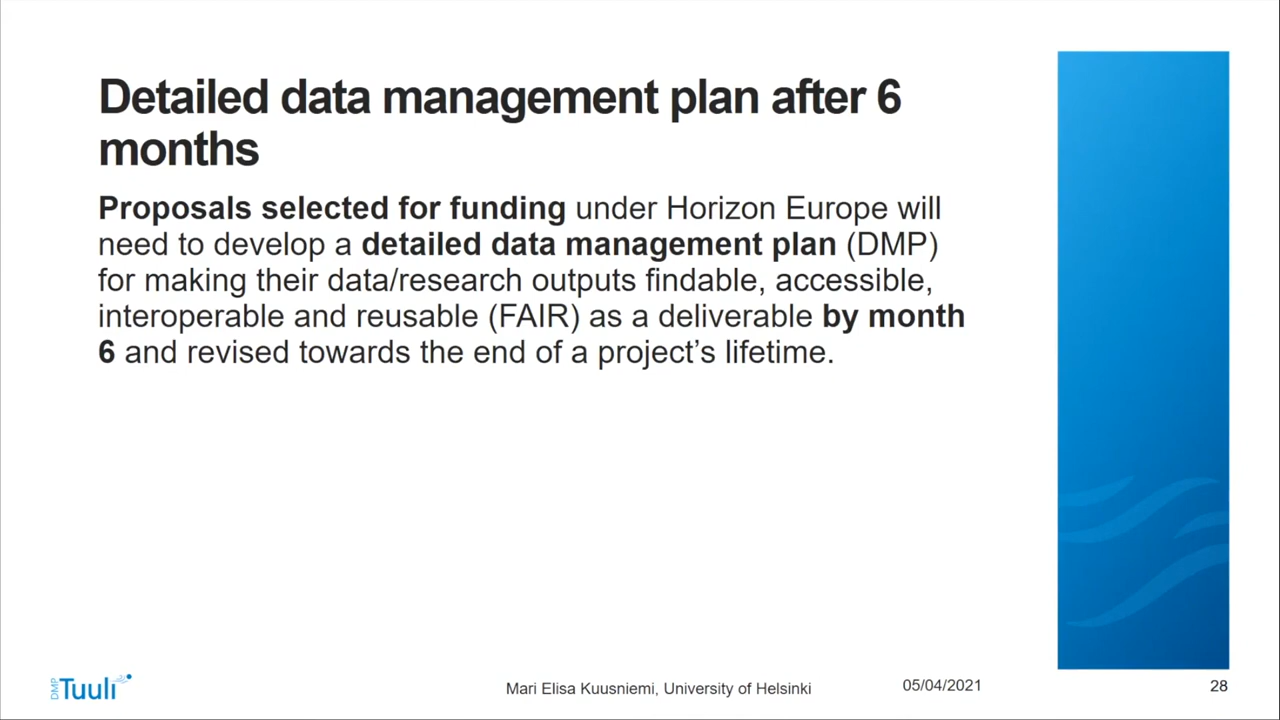 Detailed data management plan after 6
months
Proposals selected for funding under Horizon Europe will
need to develop a detailed data management plan (DMP)
for making their data/research outputs findable, accessible,
interoperable and reusable (FAIR) as a deliverable by month
6 and revised towards the end of a project’s lifetime.
DMP Tuuli
Mari Elisa Kuusniemi, University of Helsinki
05/04/2021
28